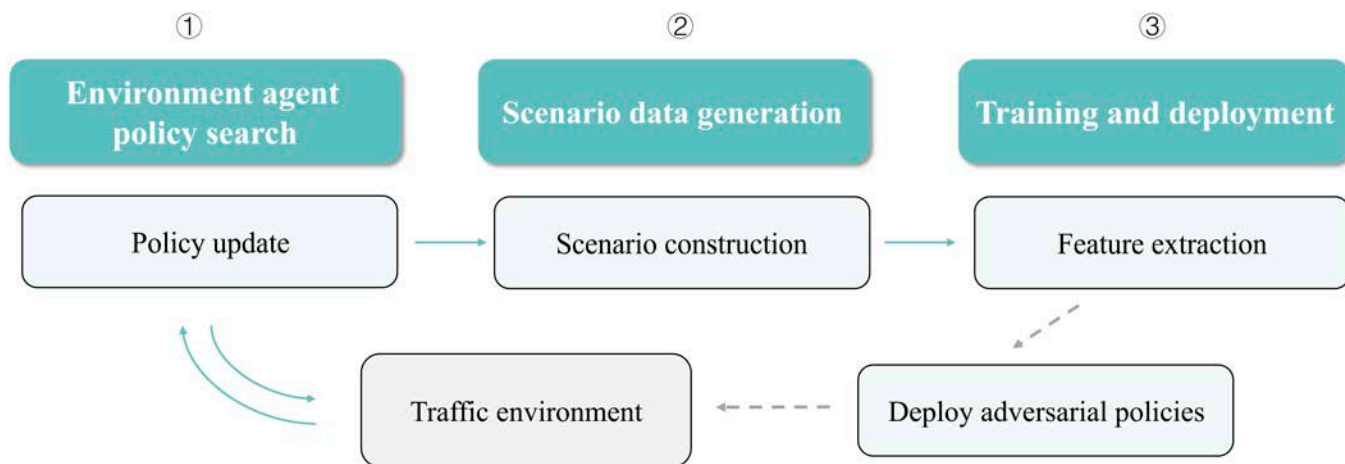 ①
②
③
Environment agent
policy search
Scenario data generation
Training and deployment
Policy update
Scenario construction
Feature extraction
Traffic environment
Deploy adversarial policies